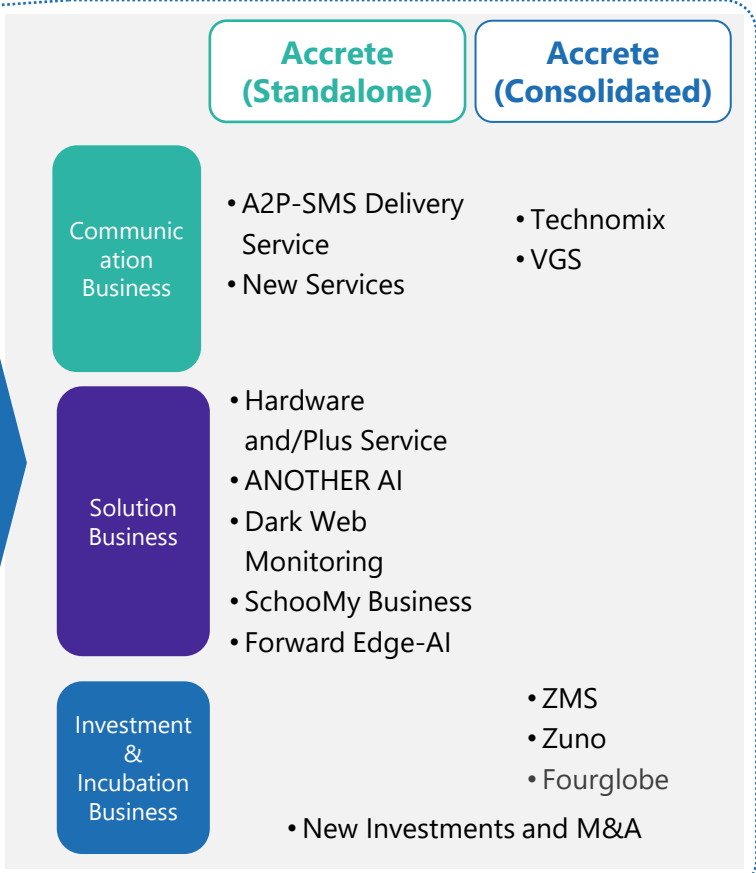 Accrete
(Standalone)
Accrete
(Consolidated)
Communic
ation
Business
• A2P-SMS Delivery
Service
• New Services
• Technomix
• VGS
Solution
Business
• Hardware
and/Plus Service
• ANOTHER AI
• Dark Web
Monitoring
• SchooMy Business
• Forward Edge-AI
Investment
&
Incubation
Business
• ZMS
• Zuno
• Fourglobe
• New Investments and M&A